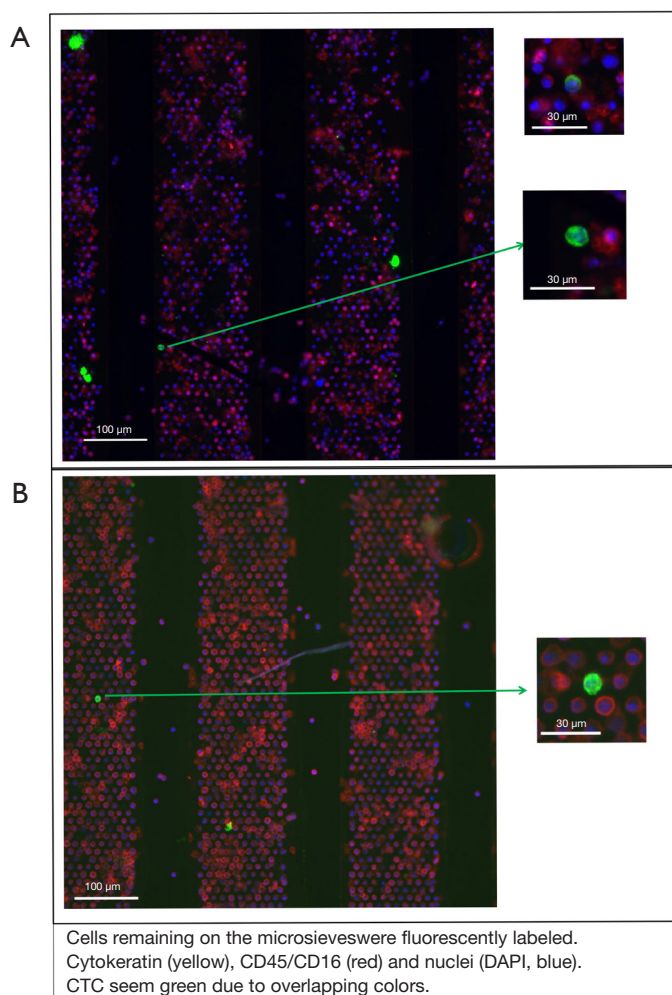 A
30 µm
30 µm
100 µm
B
30 µm
100 µm
Cells remaining on the microsieveswere fluorescently labeled.
Cytokeratin (yellow), CD45/CD16 (red) and nuclei (DAPI, blue).
CTC seem green due to overlapping colors.